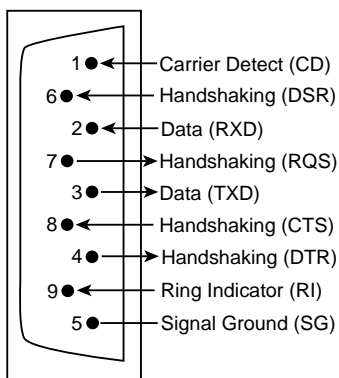 1 Carrier Detect (CD)
6 Handshaking (DSR)
2 Data (RXD)
7 Handshaking (RQS)
3 Data (TXD)
8 Handshaking (CTS)
4 Handshaking (DTR)
9 Ring Indicator (RI)
5 Signal Ground (SG)